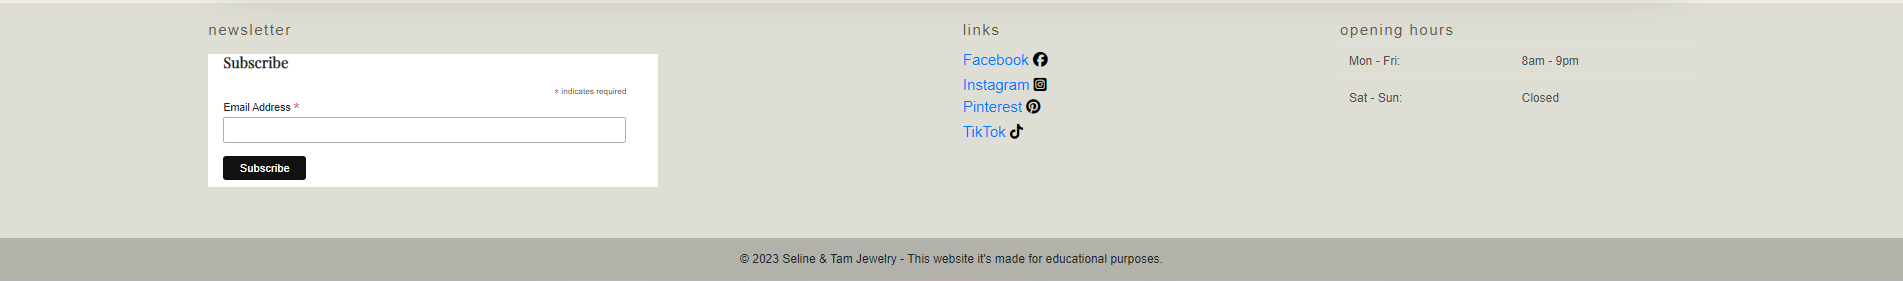 newsletter
Subscribe
* indicates required
Email Address *
Subscribe
links
Facebook
Instagram
Pinterest
TikTok
opening hours
Mon - Fri: 8am - 9pm
Sat - Sun: Closed
© 2023 Seline & Tam Jewelry - This website it's made for educational purposes.